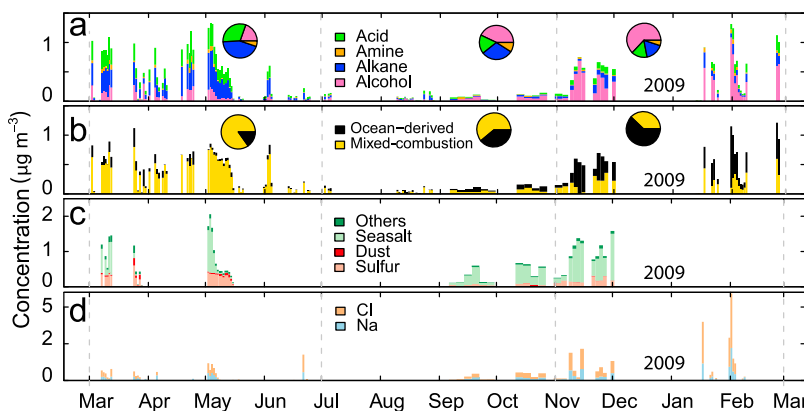 a
Acid
Amine
Alkane
Alcohol
2009
1
0
b
Ocean−derived
Mixed−combustion
2009
1
0
c
Others
Seasalt
Dust
Sulfur
2009
2
1
0
d
Cl
Na
2009
5
2
0
Concentration (µg m−3)
Mar Apr May Jun Jul Aug Sep Oct Nov Dec Jan Feb Mar